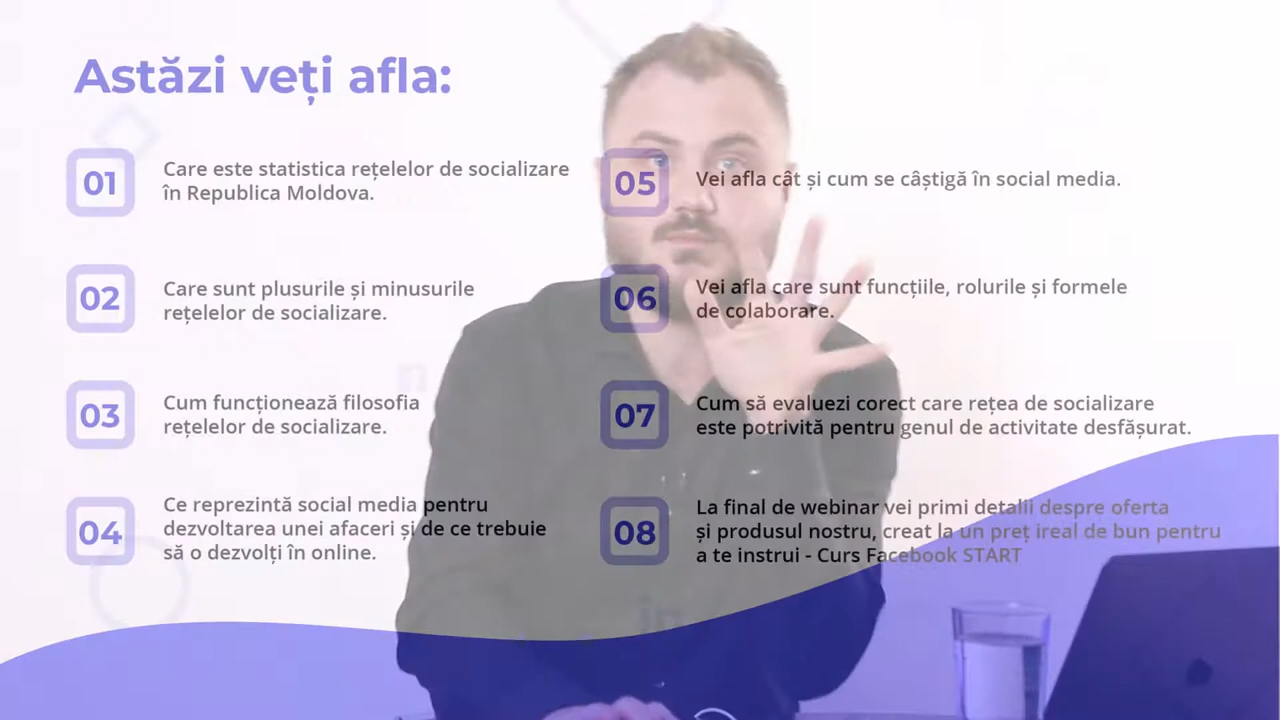 Astăzi veți afla:
01
Care este statistica rețelelor de socializare
în Republica Moldova.
02
Care sunt plusurile și minusurile
rețelelor de socializare.
03
Cum funcționează filosofia
rețelelor de socializare.
04
Ce reprezintă social media pentru
dezvoltarea unei afaceri și de ce trebuie
să o dezvolți în online.
05
Vei afla cât și cum se câștigă în social media.
06
Vei afla care sunt funcțiile, rolurile și formele
de colaborare.
07
Cum să evaluezi corect care rețea de socializare
este potrivită pentru genul de activitate desfășurat.
08
La final de webinar vei primi detalii despre oferta
și produsul nostru, creat la un preț ireal de bun pentru
a te instrui - Curs Facebook START
in